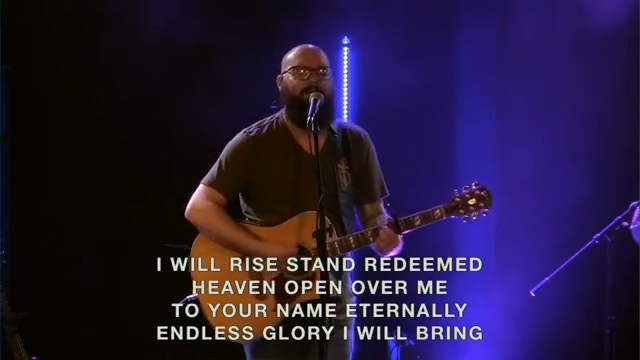 I WILL RISE STAND REDEEMED
HEAVEN OPEN OVER ME
TO YOUR NAME ETERNALLY
ENDLESS GLORY I WILL BRING